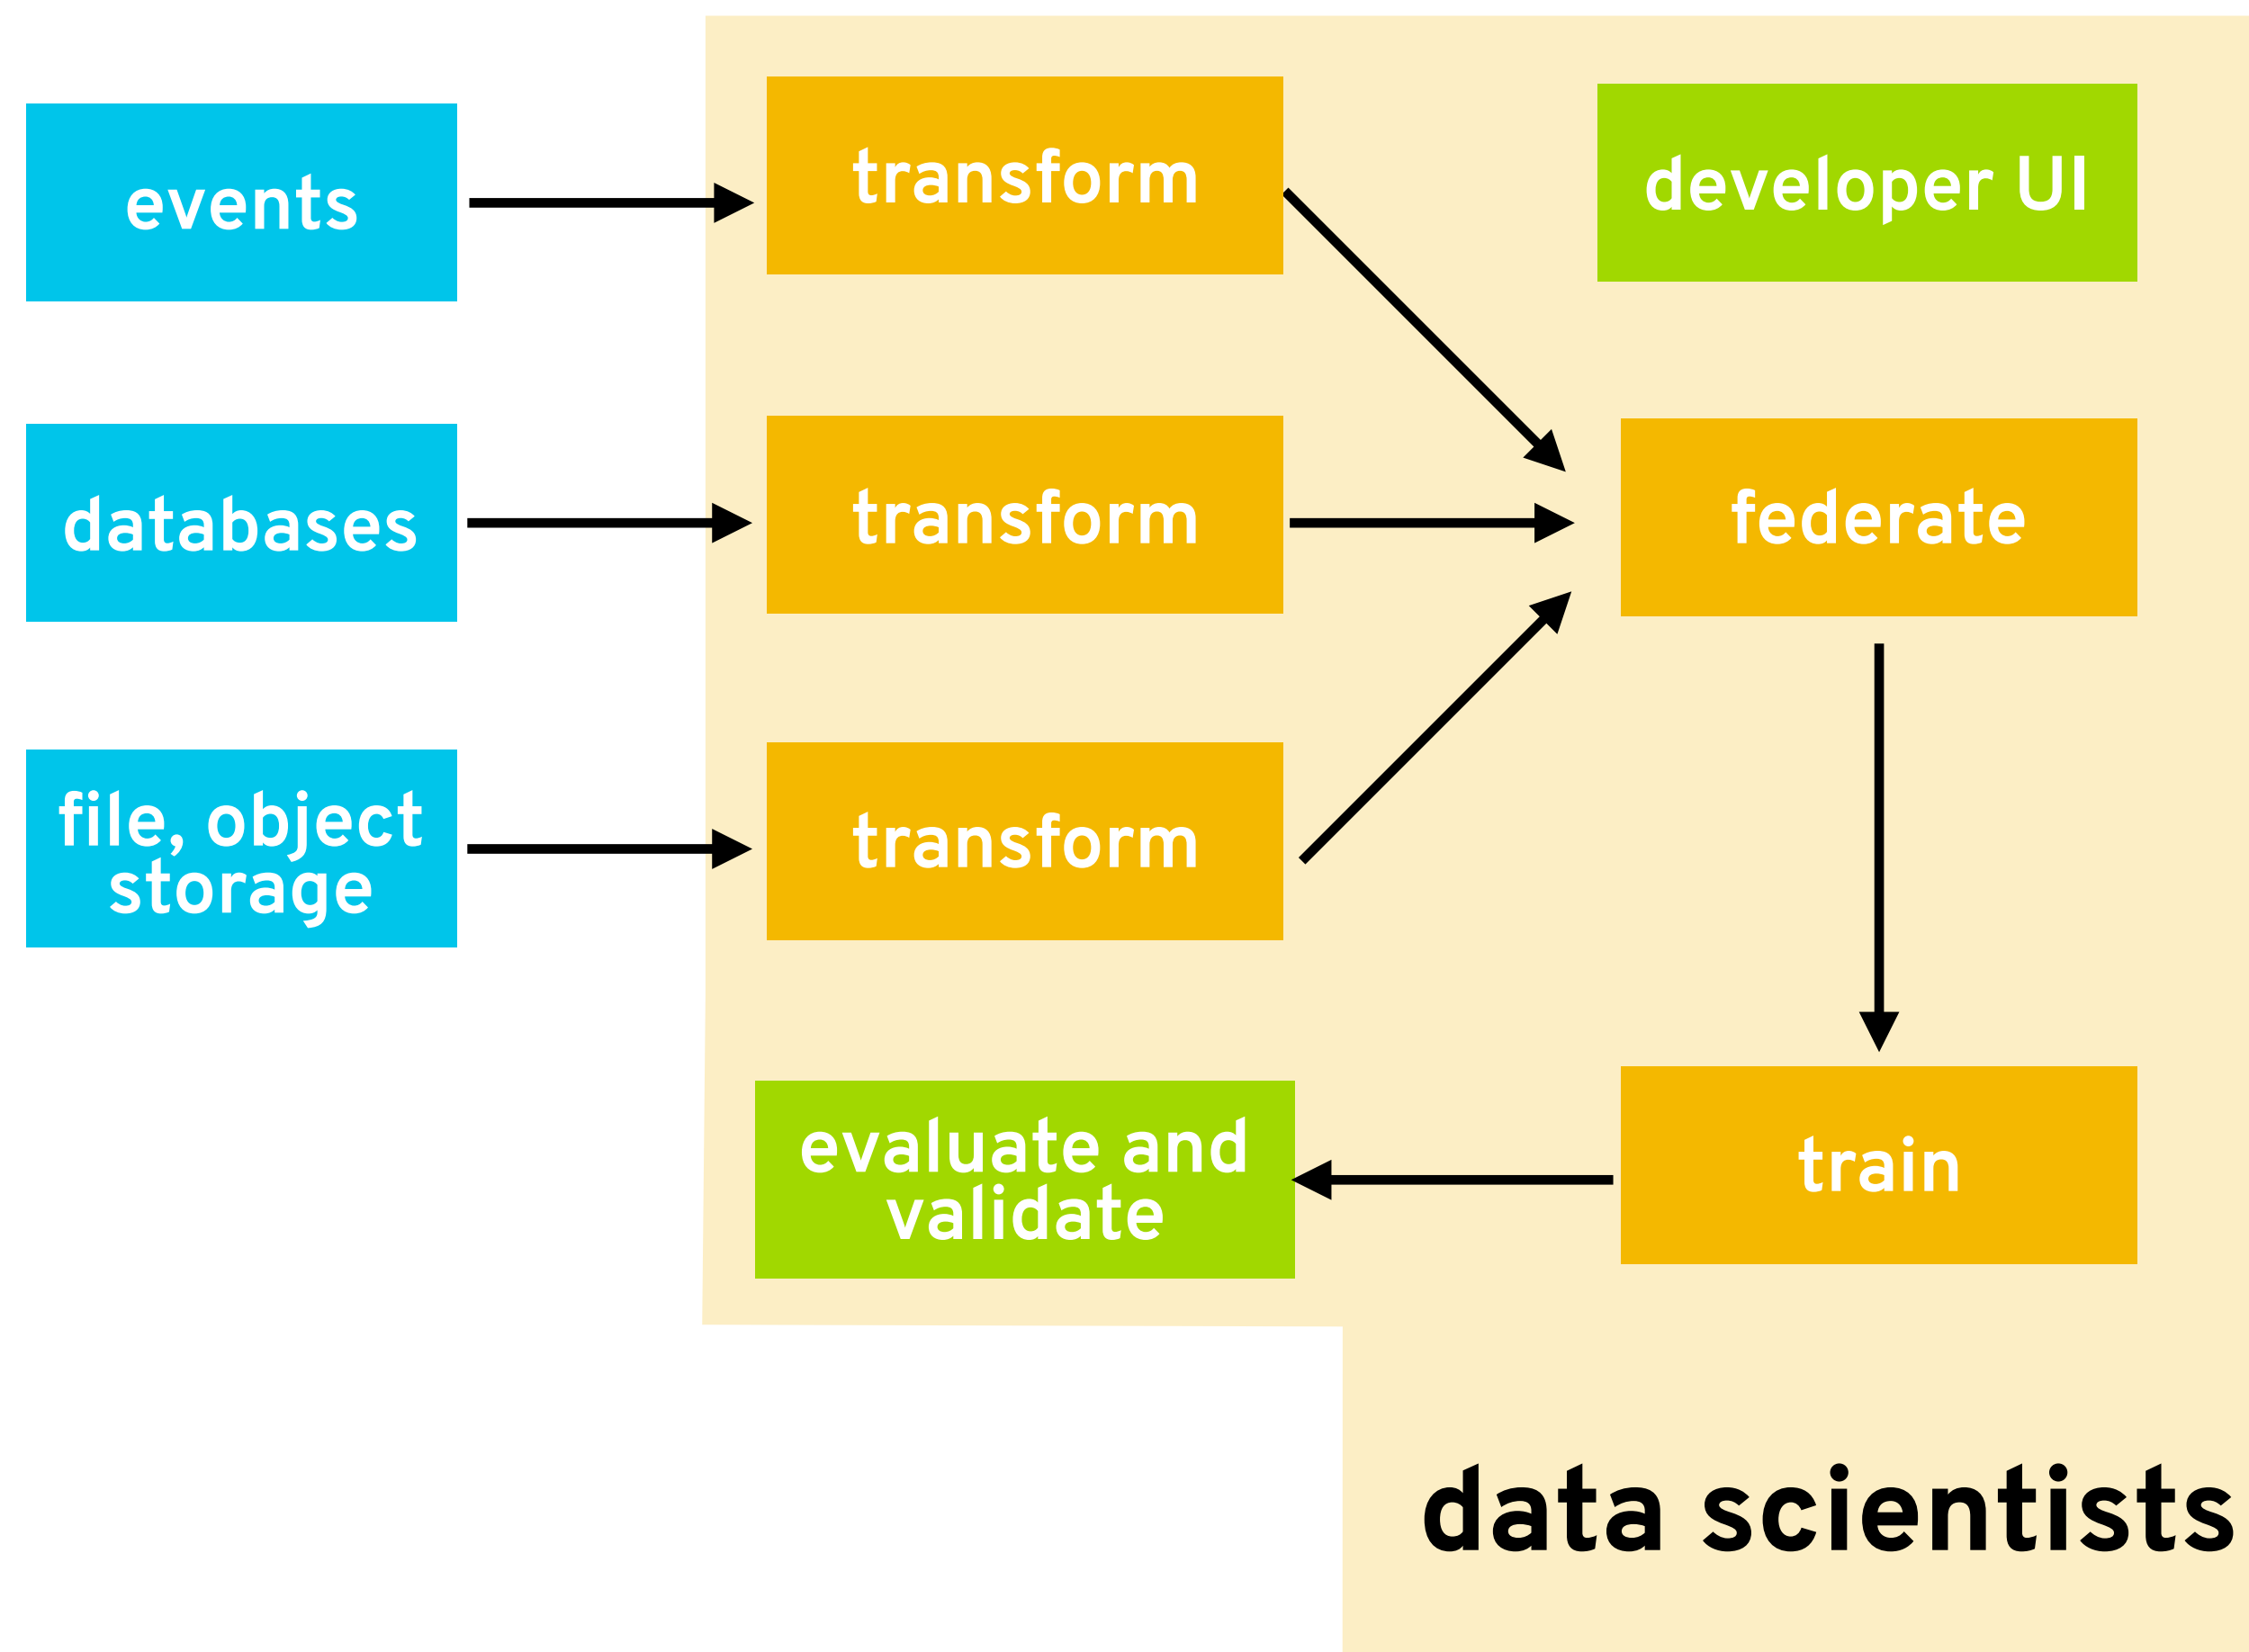 events
transform
developer UI
databases
transform
federate
file, object
storage
transform
evaluate and
validate
train
data scientists